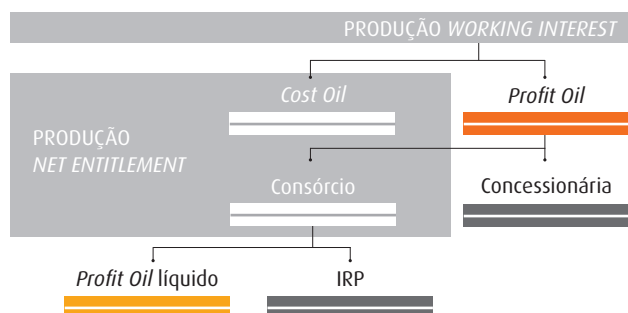 PRODUÇÃO WORKING INTEREST
Cost Oil
Profit Oil
PRODUÇÃO
NET ENTITLEMENT
Consórcio
Concessionária
Profit Oil líquido
IRP